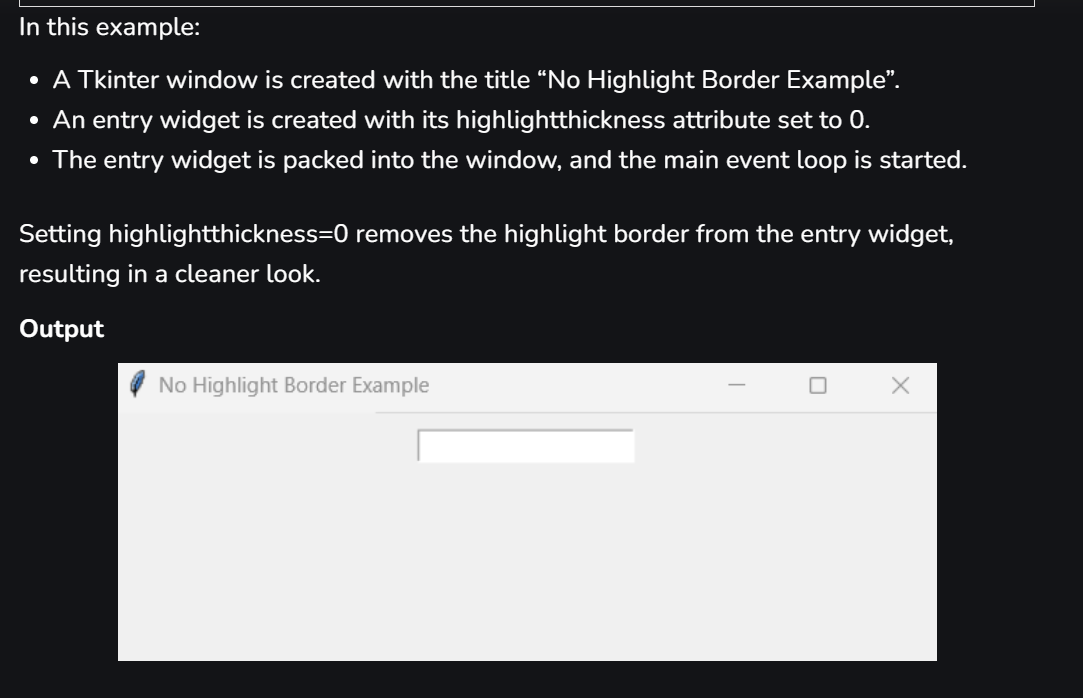 In this example:
• A Tkinter window is created with the title “No Highlight Border Example”.
• An entry widget is created with its highlightthickness attribute set to 0.
• The entry widget is packed into the window, and the main event loop is started.
Setting highlightthickness=0 removes the highlight border from the entry widget,
resulting in a cleaner look.
Output
No Highlight Border Example